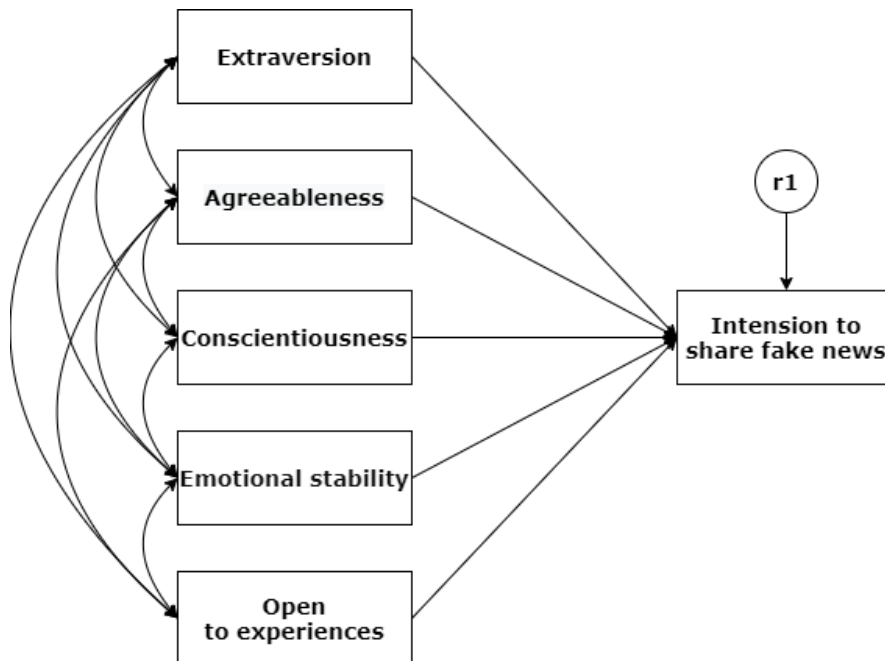 Extraversion
Agreeableness
r1
Conscientiousness
Intension to
share fake news
Emotional stability
Open
to experiences